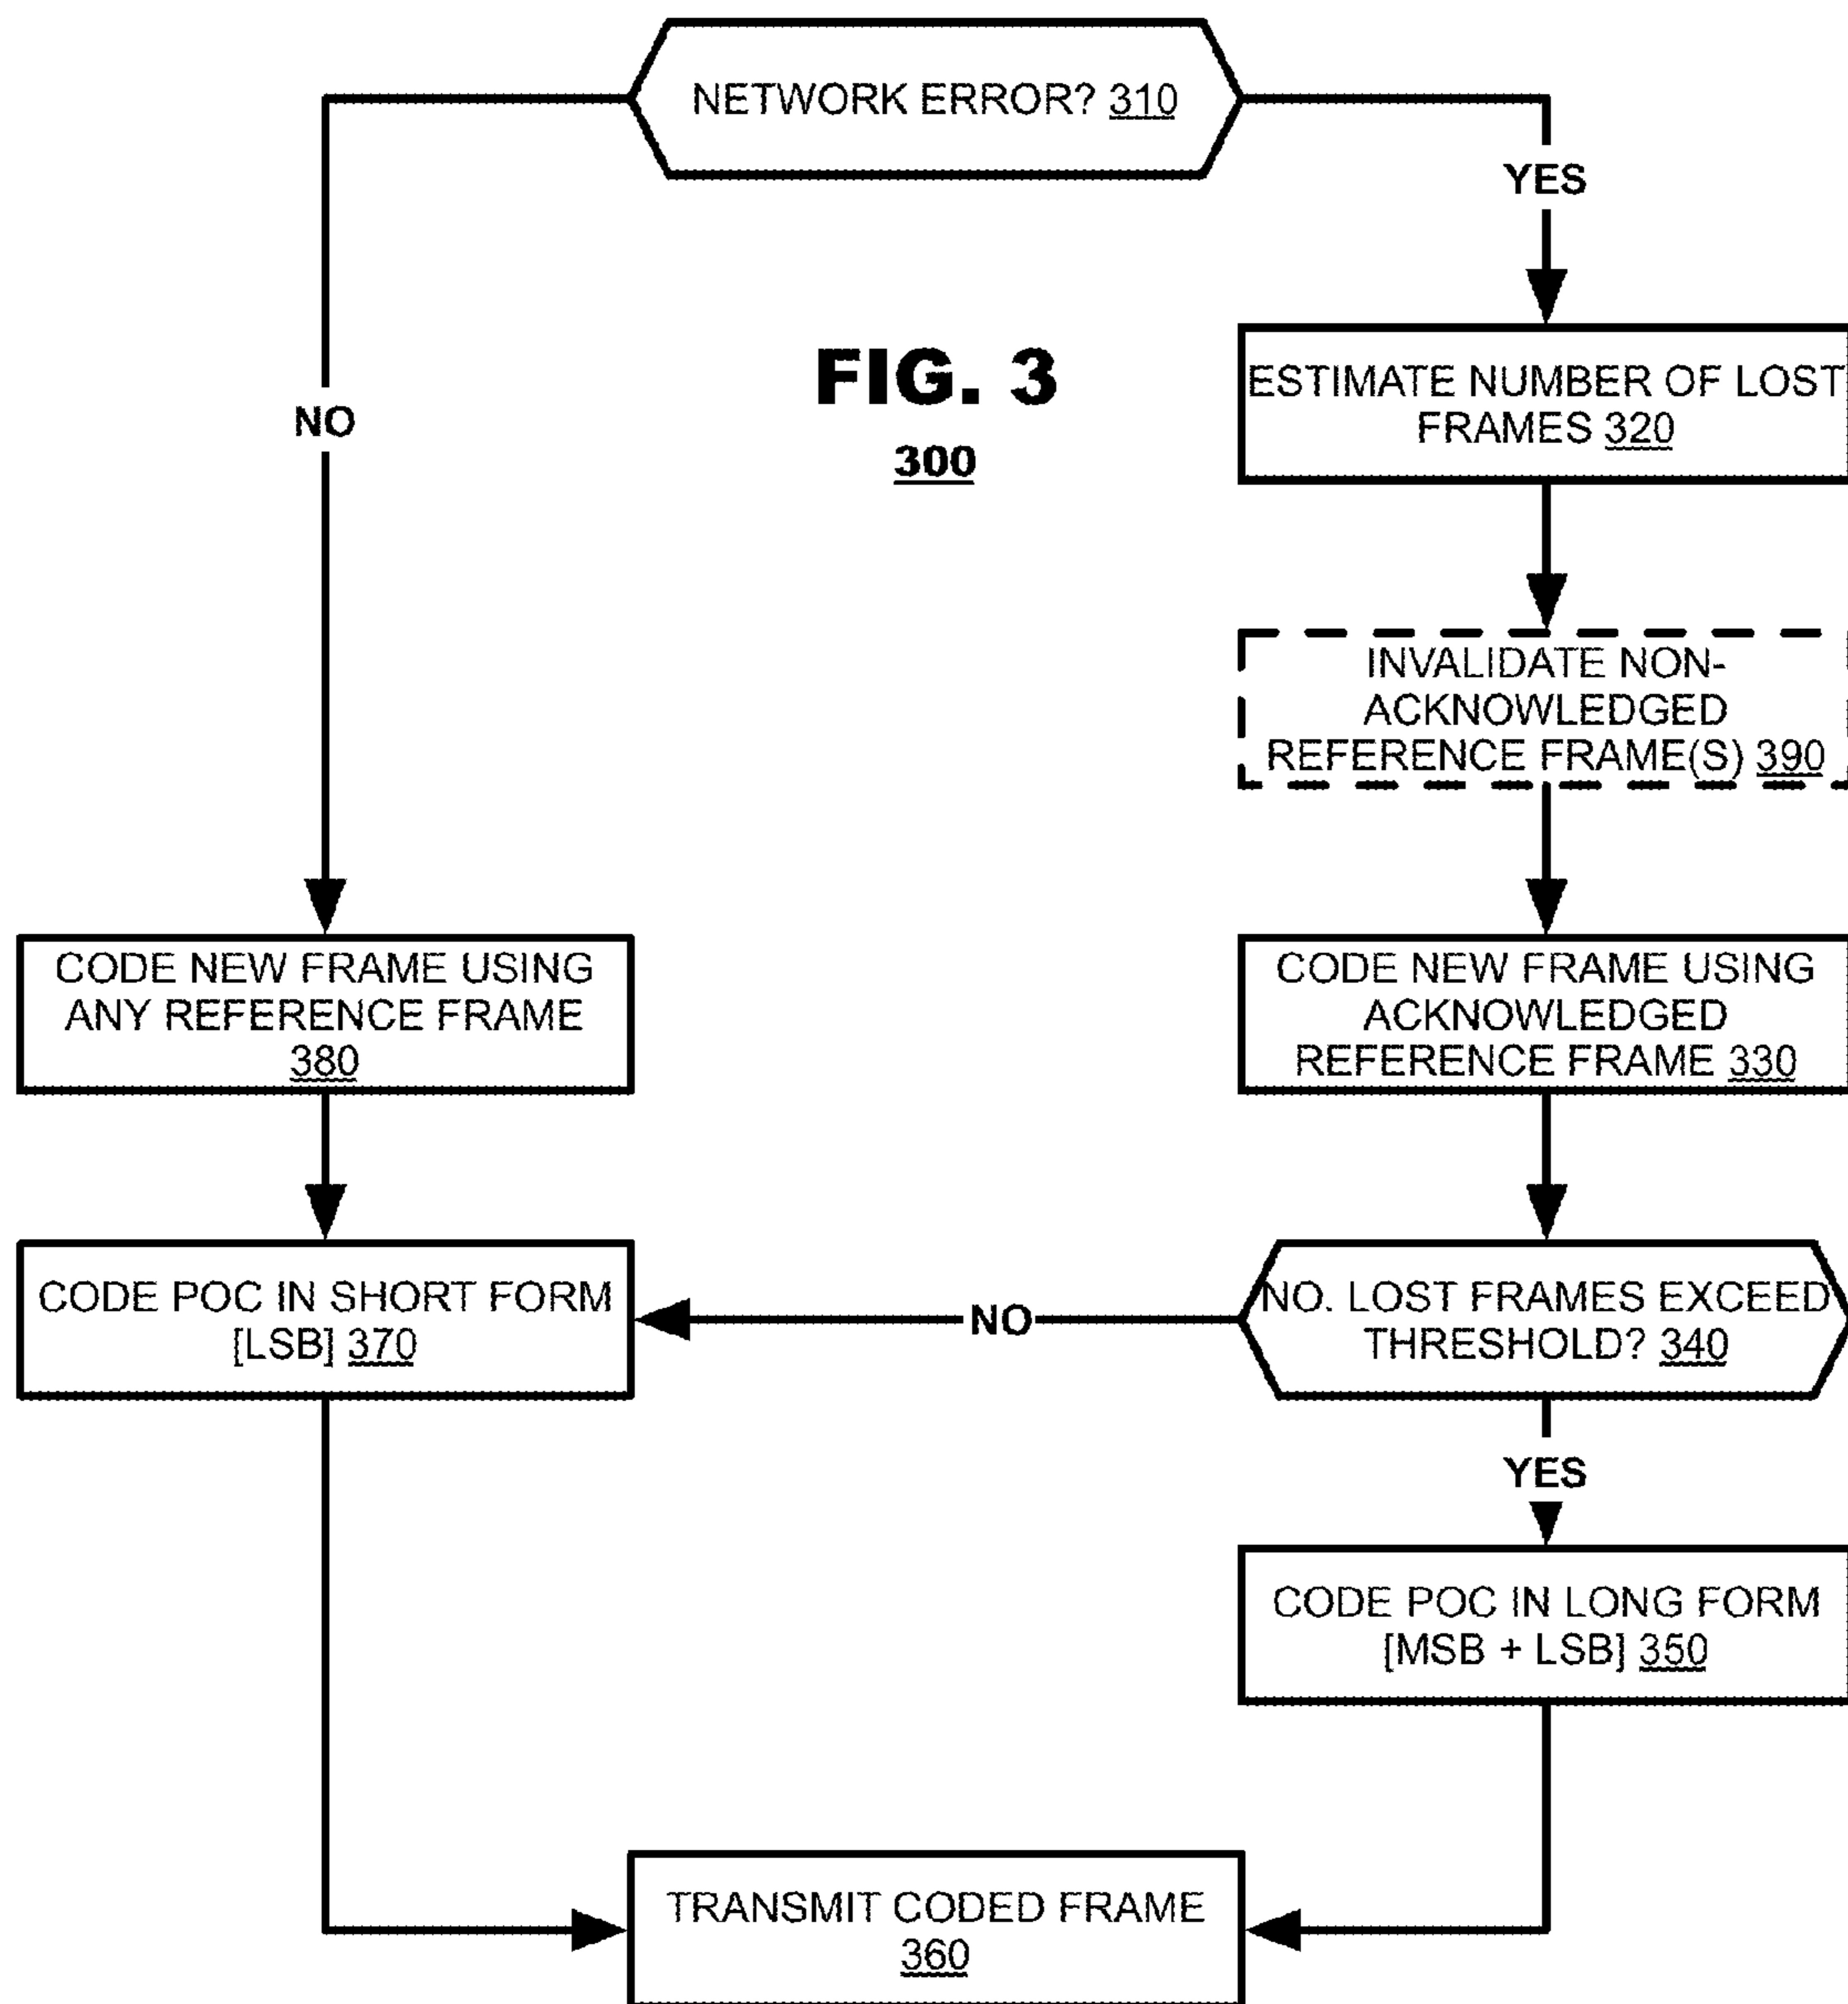 NETWORK ERROR? 310
YES
FIG. 3
300
ESTIMATE NUMBER OF LOST
FRAMES 320
NO
INVALIDATE NON-
ACKNOWLEDGED
REFERENCE FRAME(S) 390
CODE NEW FRAME USING
ANY REFERENCE FRAME
380
CODE NEW FRAME USING
ACKNOWLEDGED
REFERENCE FRAME 330
CODE POC IN SHORT FORM
[LSB] 370
NO
NO. LOST FRAMES EXCEED
THRESHOLD? 340
YES
CODE POC IN LONG FORM
[MSB + LSB] 350
TRANSMIT CODED FRAME
360